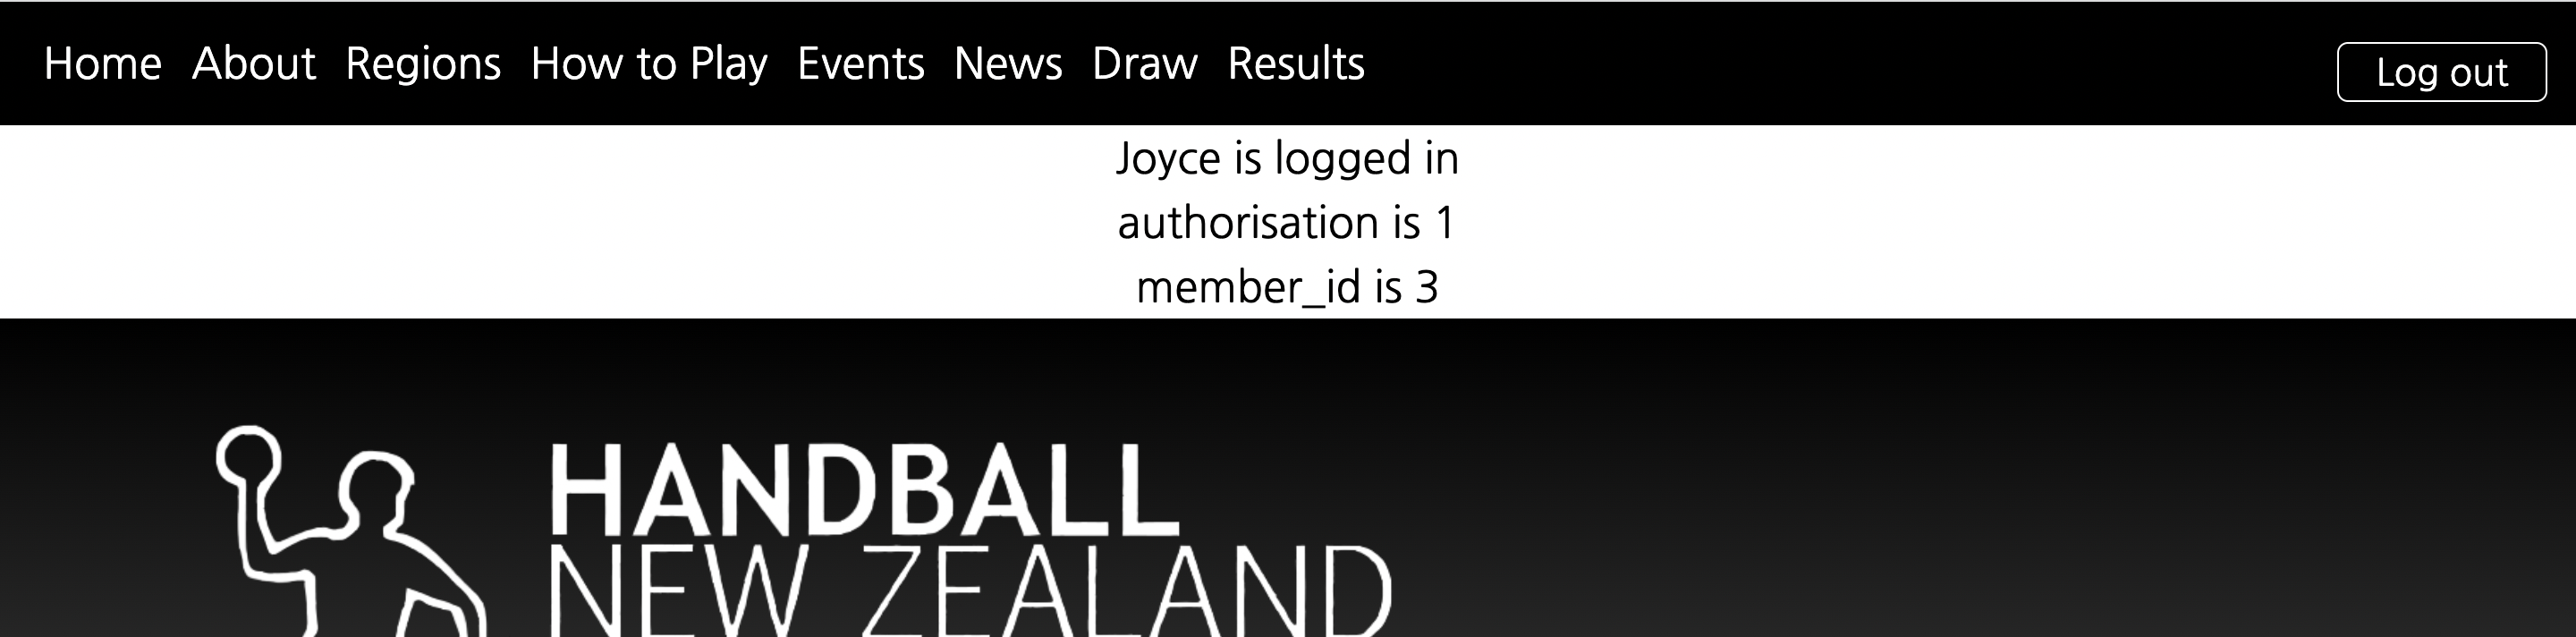 Home About Regions How to Play Events News Draw Results Log out
Joyce is logged in
authorisation is 1
member_id is 3
HANDBALL
NEW ZEALAND